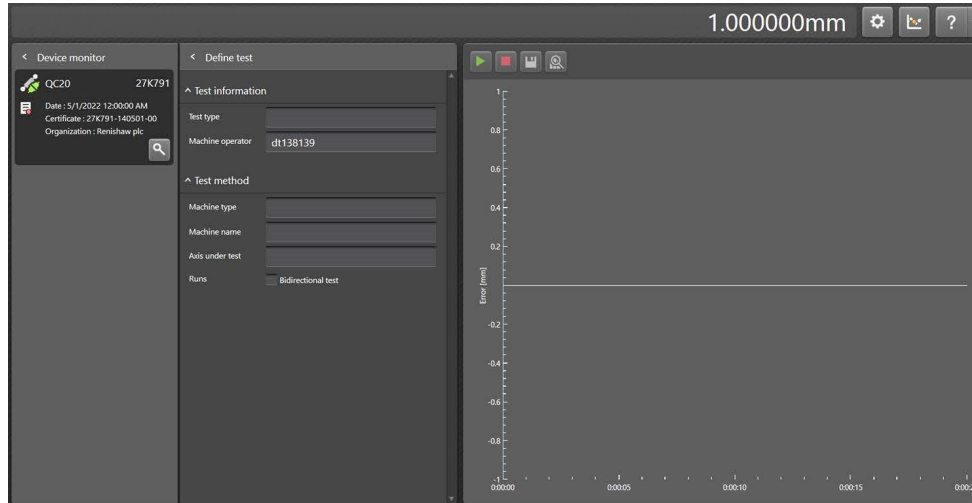 1.000000mm
?
< Device monitor
QC20 27K791
Date : 5/1/2022 12:00:00 AM
Certificate : 27K791-140501-00
Organization : Renishaw plc
< Define test
^ Test information
Test type
Machine operator dt138139
^ Test method
Machine type
Machine name
Axis under test
Runs Bidirectional test
Error [mm]
1
0.8
0.6
0.4
0.2
-0.2
-0.4
-0.6
-0.8
-1
0:00:00 0:00:05 0:00:10 0:00:15